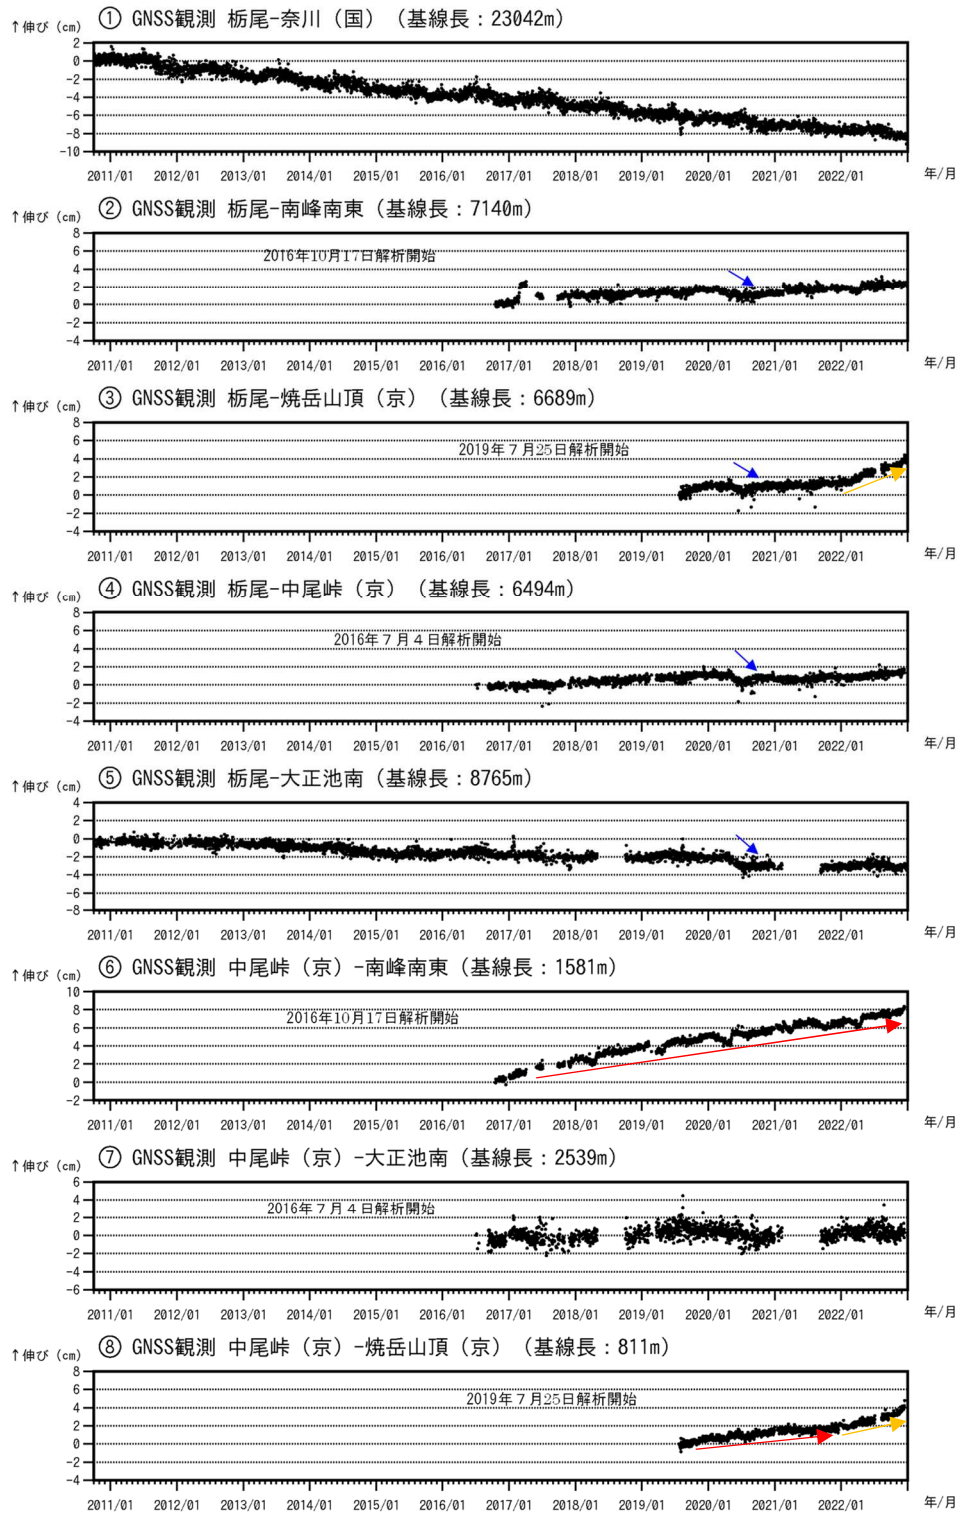 ↑伸び（cm） ① GNSS観測 栃尾-奈川（国）（基線長：23042m）
2
0
-2
-4
-6
-8
-10
2011/01 2012/01 2013/01 2014/01 2015/01 2016/01 2017/01 2018/01 2019/01 2020/01 2021/01 2022/01 年/月
↑伸び（cm） ② GNSS観測 栃尾-南峰南東（基線長：7140m）
8
6
2016年10月17日解析開始
4
2
0
-2
-4
2011/01 2012/01 2013/01 2014/01 2015/01 2016/01 2017/01 2018/01 2019/01 2020/01 2021/01 2022/01 年/月
↑伸び（cm） ③ GNSS観測 栃尾-焼岳山頂（京）（基線長：6689m）
8
6
2019年７月25日解析開始
4
2
0
-2
-4
2011/01 2012/01 2013/01 2014/01 2015/01 2016/01 2017/01 2018/01 2019/01 2020/01 2021/01 2022/01 年/月
↑伸び（cm） ④ GNSS観測 栃尾-中尾峠（京）（基線長：6494m）
8
6
2016年７月４日解析開始
4
2
0
-2
-4
2011/01 2012/01 2013/01 2014/01 2015/01 2016/01 2017/01 2018/01 2019/01 2020/01 2021/01 2022/01 年/月
↑伸び（cm） ⑤ GNSS観測 栃尾-大正池南（基線長：8765m）
4
2
0
-2
-4
-6
-8
2011/01 2012/01 2013/01 2014/01 2015/01 2016/01 2017/01 2018/01 2019/01 2020/01 2021/01 2022/01 年/月
↑伸び（cm） ⑥ GNSS観測 中尾峠（京）-南峰南東（基線長：1581m）
10
8
2016年10月17日解析開始
6
4
2
0
-2
2011/01 2012/01 2013/01 2014/01 2015/01 2016/01 2017/01 2018/01 2019/01 2020/01 2021/01 2022/01 年/月
↑伸び（cm） ⑦ GNSS観測 中尾峠（京）-大正池南（基線長：2539m）
6
4
2016年７月４日解析開始
2
0
-2
-4
-6
2011/01 2012/01 2013/01 2014/01 2015/01 2016/01 2017/01 2018/01 2019/01 2020/01 2021/01 2022/01 年/月
↑伸び（cm） ⑧ GNSS観測 中尾峠（京）-焼岳山頂（京）（基線長：811m）
8
6
2019年７月25日解析開始
4
2
0
-2
-4
2011/01 2012/01 2013/01 2014/01 2015/01 2016/01 2017/01 2018/01 2019/01 2020/01 2021/01 2022/01 年/月